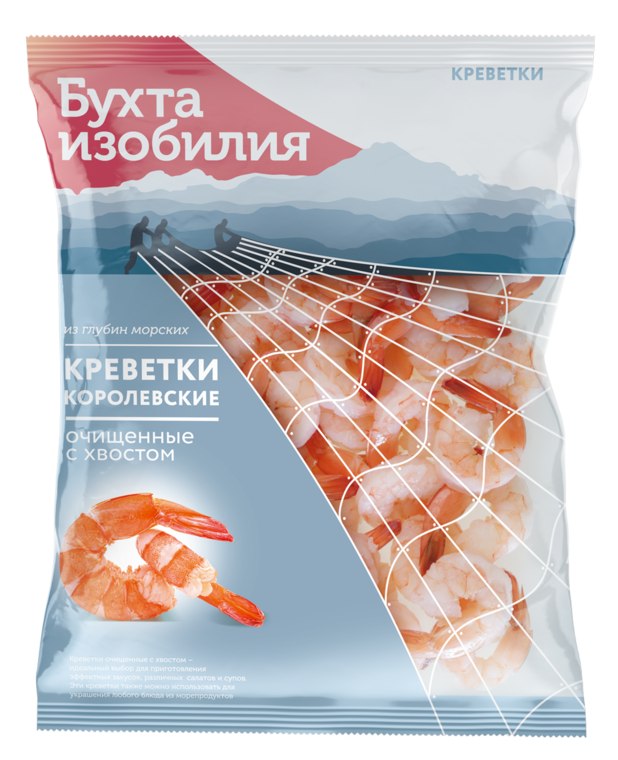 КРЕВЕТКИ
Бухта
изобилия
из глубин морских
КРЕВЕТКИ
КОРОЛЕВСКИЕ
очищенные
с хвостом
Креветки очищенные с хвостом –
идеальный выбор для приготовления
эффектных закусок, различных, салатов и супов.
Эти креветки также можно использовать для
украшения любого блюда из морепродуктов